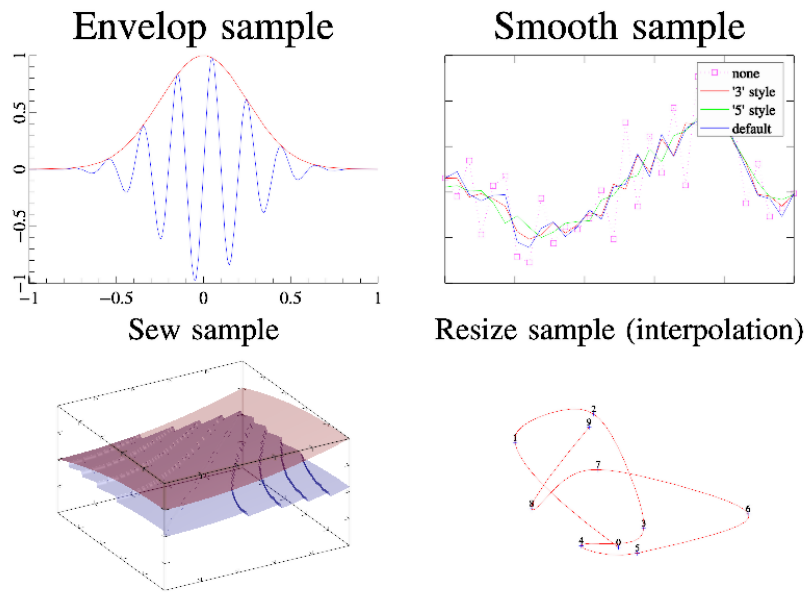 Envelop sample
Smooth sample
1
0.5
0
−0.5
−1
−1
−0.5
0
0.5
1
none
'3' style
'5' style
default
Sew sample
Resize sample (interpolation)
2
9
1
7
8
6
3
4
0
5